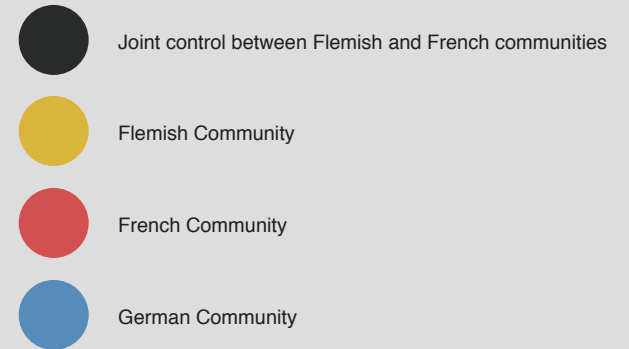 Joint control between Flemish and French communities
Flemish Community
French Community
German Community